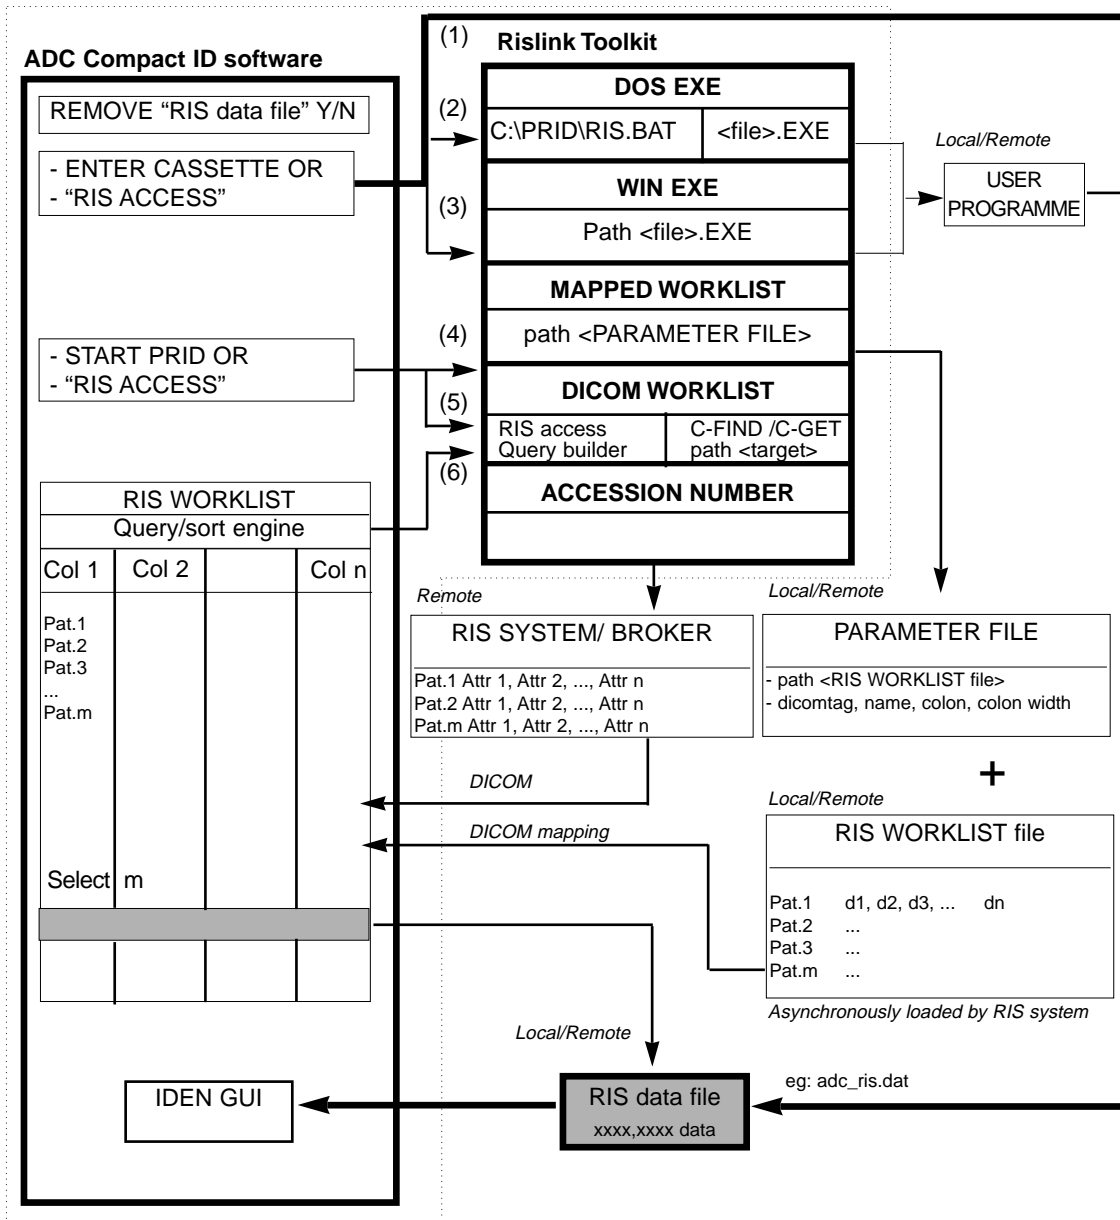 ADC Compact ID software
REMOVE “RIS data file” Y/N
- ENTER CASSETTE OR
- “RIS ACCESS”
- START PRID OR
- “RIS ACCESS”
RIS WORKLIST
Query/sort engine
Col 1 Col 2 Col n
Pat.1
Pat.2
Pat.3
...
Pat.m
Select m
IDEN GUI
(1)
(2)
(3)
(4)
(5)
(6)
Rislink Toolkit
DOS EXE
C:\PRID\RIS.BAT <file>.EXE
WIN EXE
Path <file>.EXE
MAPPED WORKLIST
path <PARAMETER FILE>
DICOM WORKLIST
RIS access
Query builder
C-FIND /C-GET
path <target>
ACCESSION NUMBER
Local/Remote
USER
PROGRAMME
Remote
RIS SYSTEM/ BROKER
Pat.1 Attr 1, Attr 2, ..., Attr n
Pat.2 Attr 1, Attr 2, ..., Attr n
Pat.m Attr 1, Attr 2, ..., Attr n
Local/Remote
PARAMETER FILE
- path <RIS WORKLIST file>
- dicomtag, name, colon, colon width
+
DICOM
DICOM mapping
Local/Remote
RIS WORKLIST file
Pat.1 d1, d2, d3, ... dn
Pat.2 ...
Pat.3 ...
Pat.m ...
Asynchronously loaded by RIS system
Local/Remote
RIS data file
xxxx,xxxx data
eg: adc_ris.dat